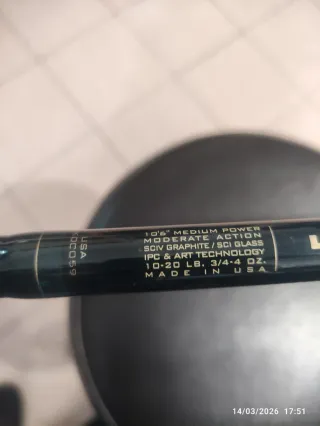 10'6" MEDIUM POWER
MODERATE ACTION
SCIV GRAPHITE / SCI GLASS
IPC & ART TECHNOLOGY
10-20 LB. 3/4-4 OZ.
MADE IN USA
USA
14/03/2026 17:51